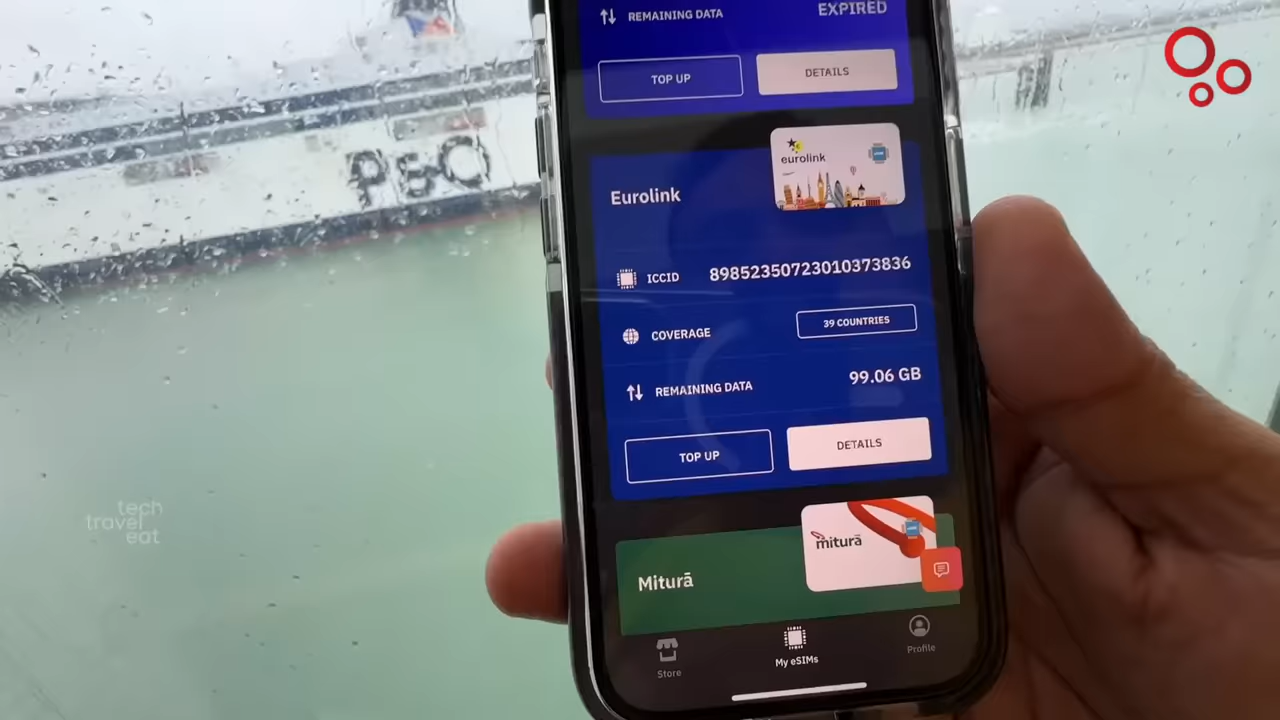 REMAINING DATA
EXPIRED
TOP UP
DETAILS
P&O
eurolink
Eurolink
ICCID
89852350723010373836
COVERAGE
39 COUNTRIES
REMAINING DATA
99.06 GB
TOP UP
DETAILS
tech
travel
eat
miturā
Miturā
Store
My eSIMs
Profile